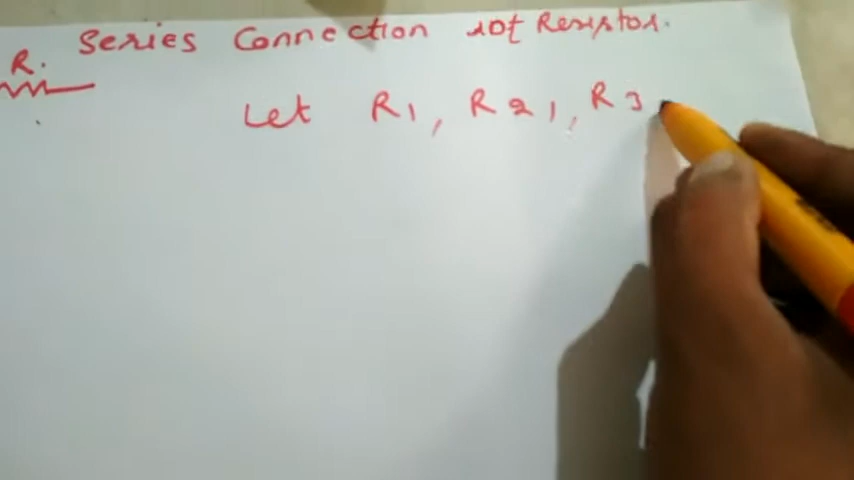 Series Connection of Resistor.
R.
Let R1, R2, R3